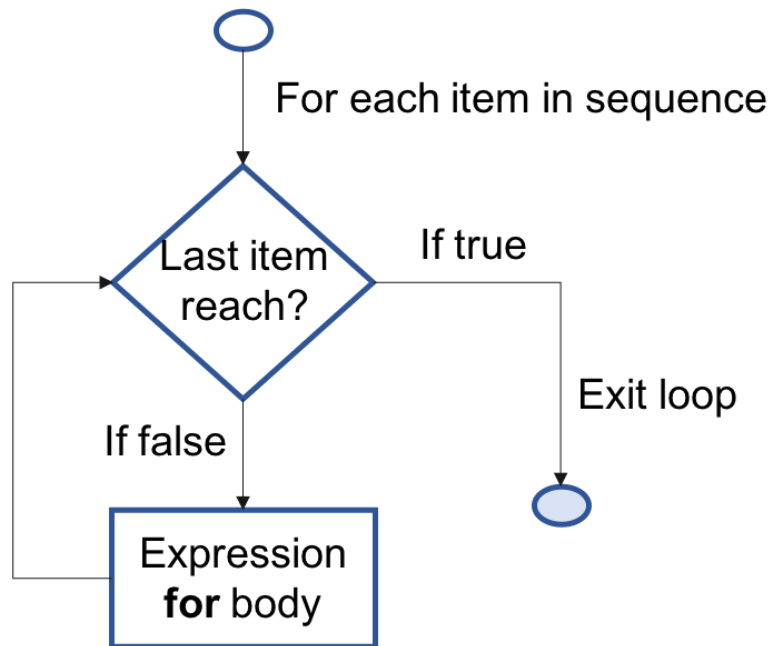 For each item in sequence
Last item
reach?
If true
Exit loop
If false
Expression
for body